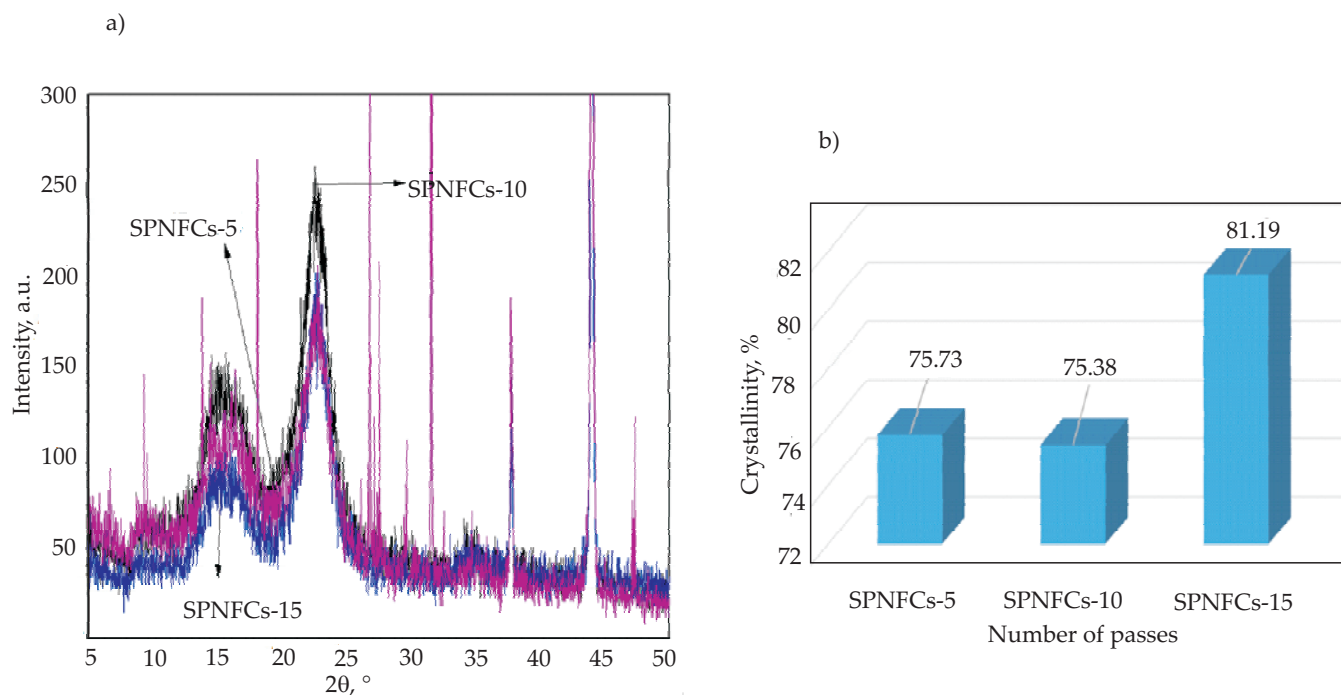 a)
300
250
200
150
100
50
Intensity, a.u.
SPNFCs-10
SPNFCs-5
SPNFCs-15
5 10 15 20 25 30 35 40 45 50
2θ, °
b)
82
80
78
76
74
72
Crystallinity, %
75.73
75.38
81.19
SPNFCs-5 SPNFCs-10 SPNFCs-15
Number of passes